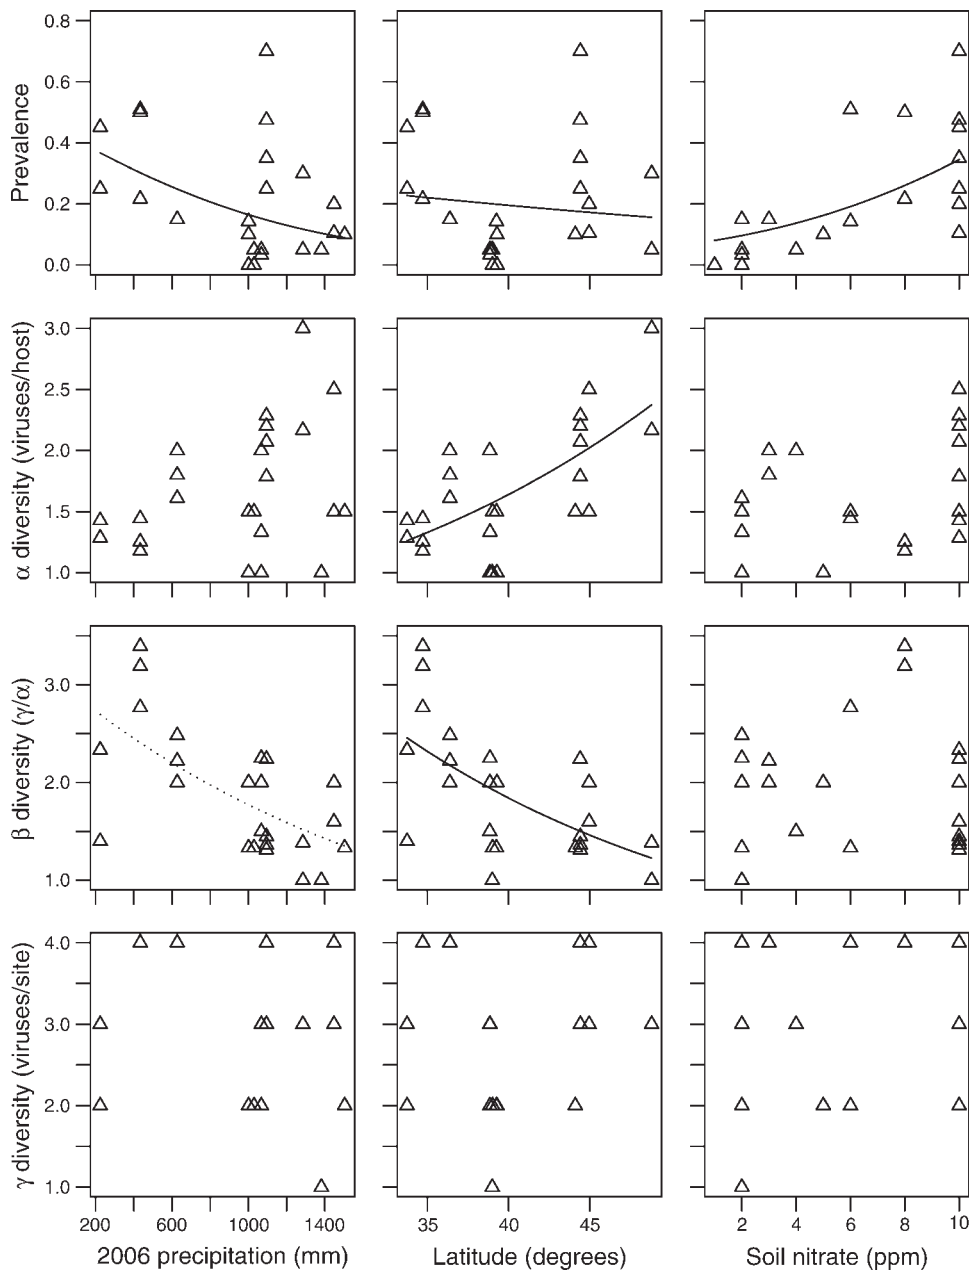 Prevalence
0.8
0.6
0.4
0.2
0.0
α diversity (viruses/host)
3.0
2.5
2.0
1.5
1.0
β diversity (γ/α)
3.0
2.0
1.0
γ diversity (viruses/site)
4.0
3.0
2.0
1.0
200 600 1000 1400
35 40 45
2 4 6 8 10
2006 precipitation (mm)
Latitude (degrees)
Soil nitrate (ppm)